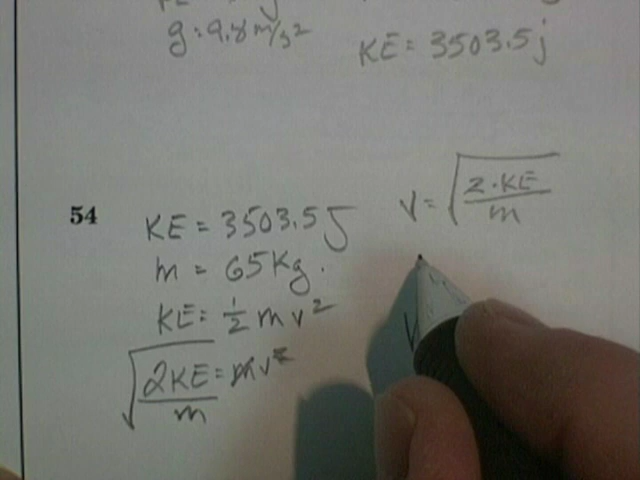 g: 9.8 m/s²
KE = 3503.5 j
54
KE = 3503.5 J
m = 65 Kg.
KE = 1/2 mv²
√(2KE/m) = mv²
v = √(2·KE/m)